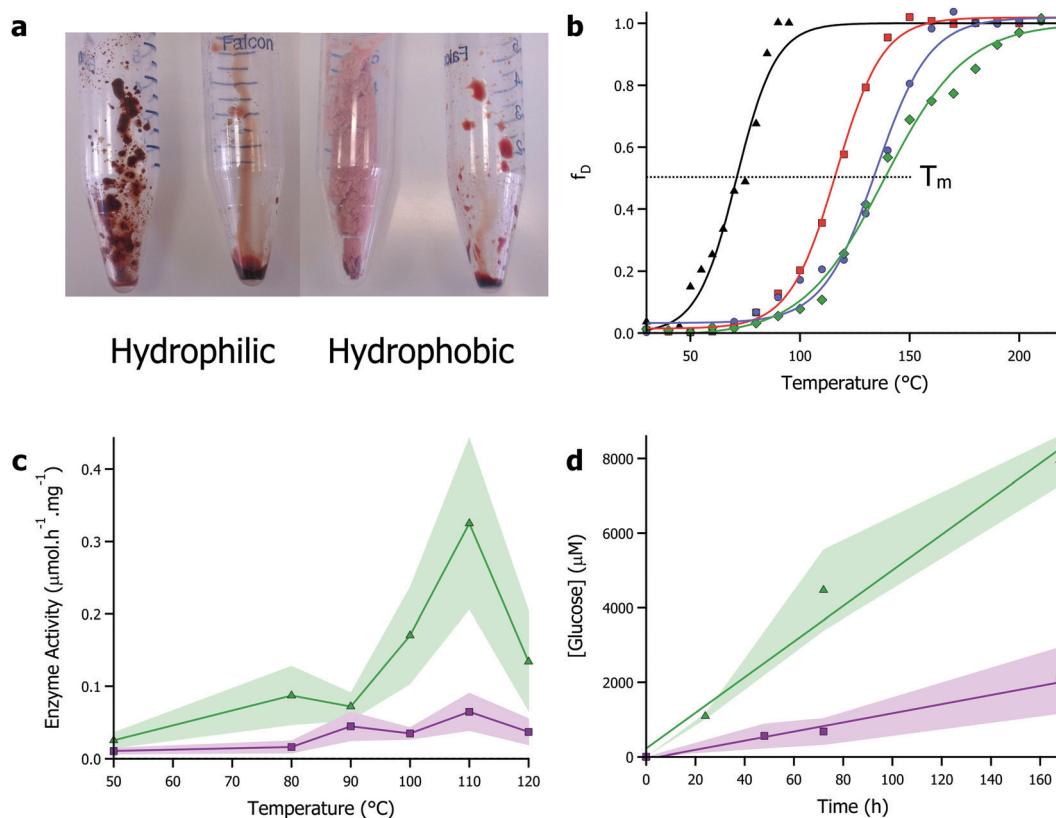 a
Falcon
Hydrophilic
Hydrophobic
b
1.0
0.8
0.6
0.4
0.2
0.0
f_D
T_m
50
100
150
200
Temperature (°C)
c
0.4
0.3
0.2
0.1
0.0
Enzyme Activity (μmol.h⁻¹.mg⁻¹)
50
60
70
80
90
100
110
120
Temperature (°C)
d
8000
6000
4000
2000
0
[Glucose] (μM)
0
20
40
60
80
100
120
140
160
Time (h)